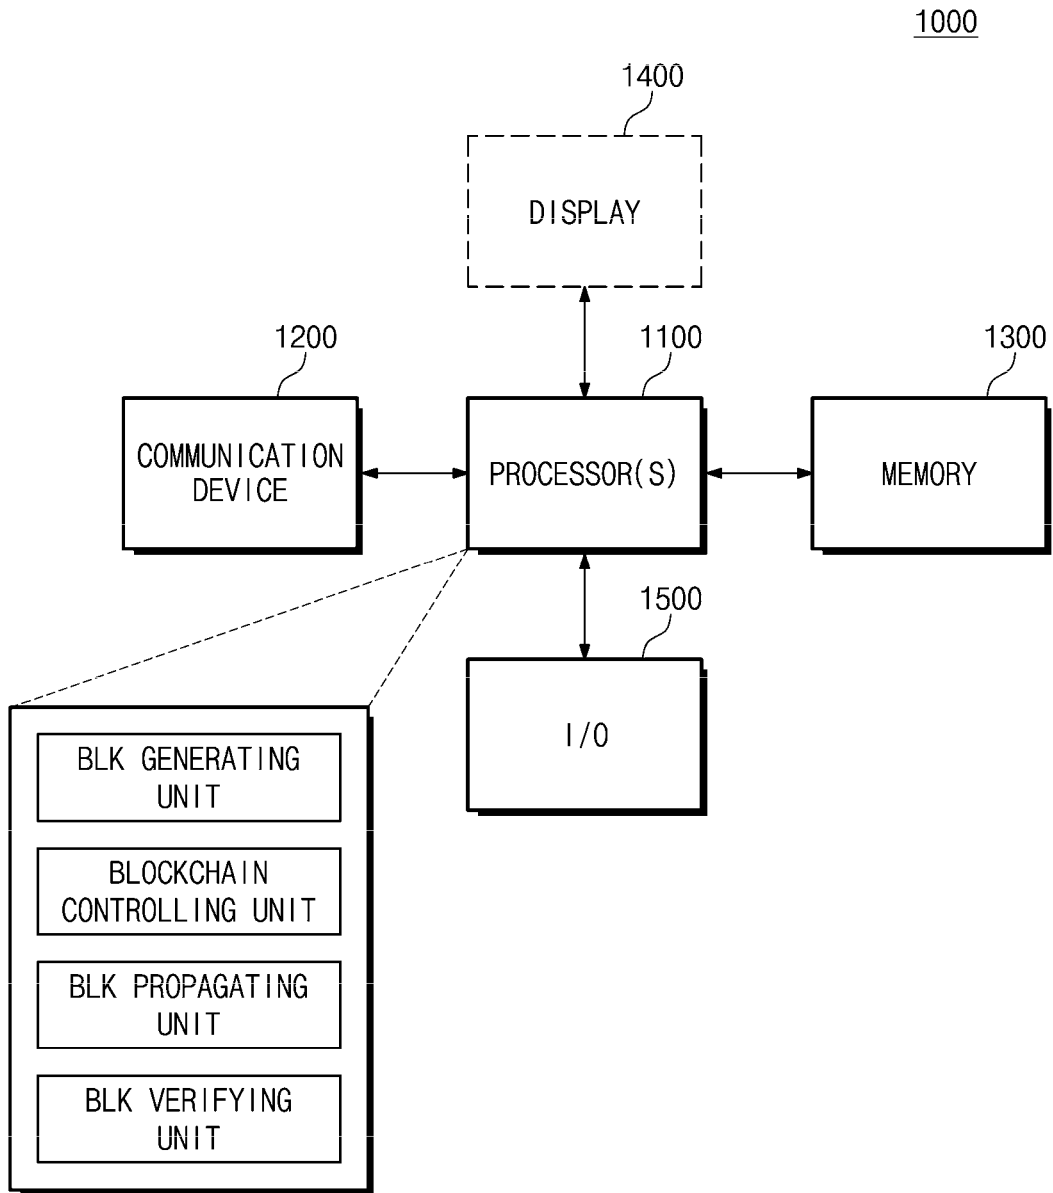 1000
1400
DISPLAY
1200
1100
1300
COMMUNICATION
DEVICE
PROCESSOR(S)
MEMORY
1500
I/O
BLK GENERATING
UNIT
BLOCKCHAIN
CONTROLLING UNIT
BLK PROPAGATING
UNIT
BLK VERIFYING
UNIT